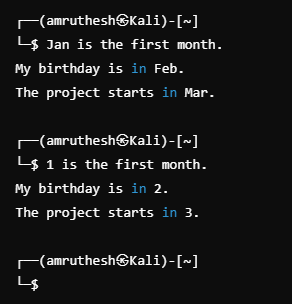 ┌──(amruthesh㉿Kali)-[~]
└─$ Jan is the first month.
My birthday is in Feb.
The project starts in Mar.
┌──(amruthesh㉿Kali)-[~]
└─$ 1 is the first month.
My birthday is in 2.
The project starts in 3.
┌──(amruthesh㉿Kali)-[~]
└─$